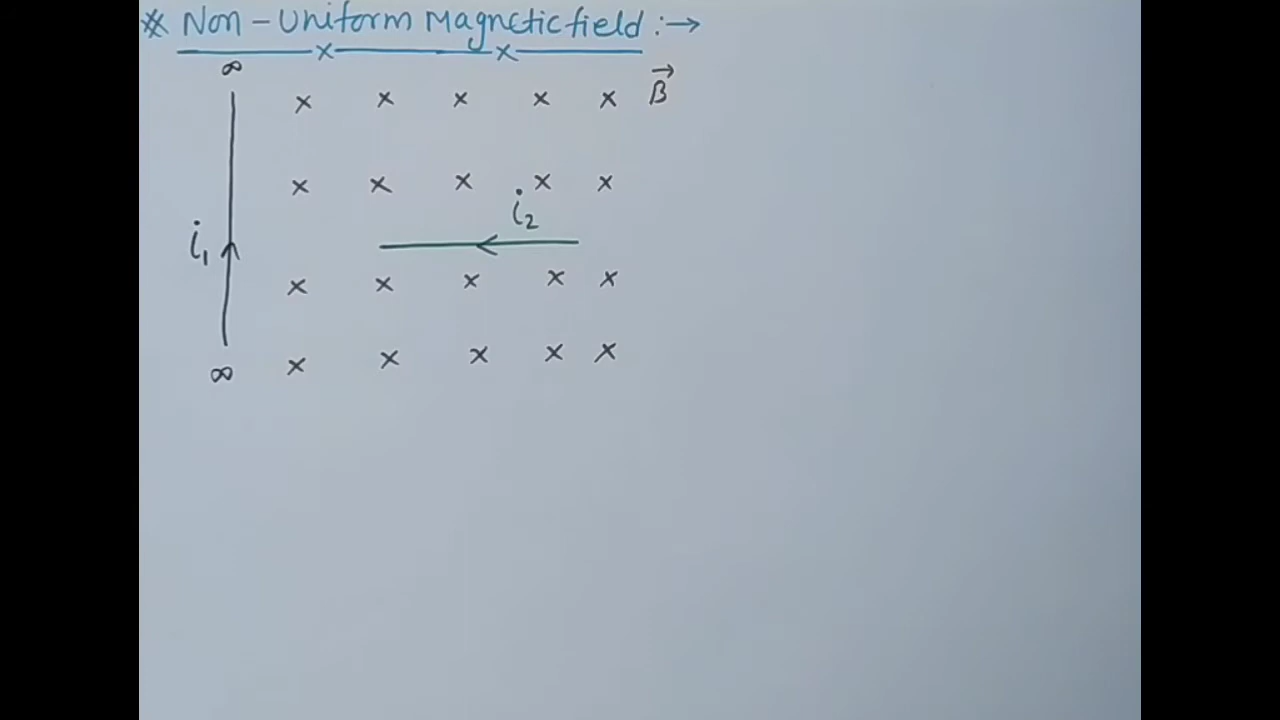 * Non-Uniform Magnetic field :→
∞
x x x x x B⃗
x x x x x
i₂
i₁
x x x x x
x x x x x
∞